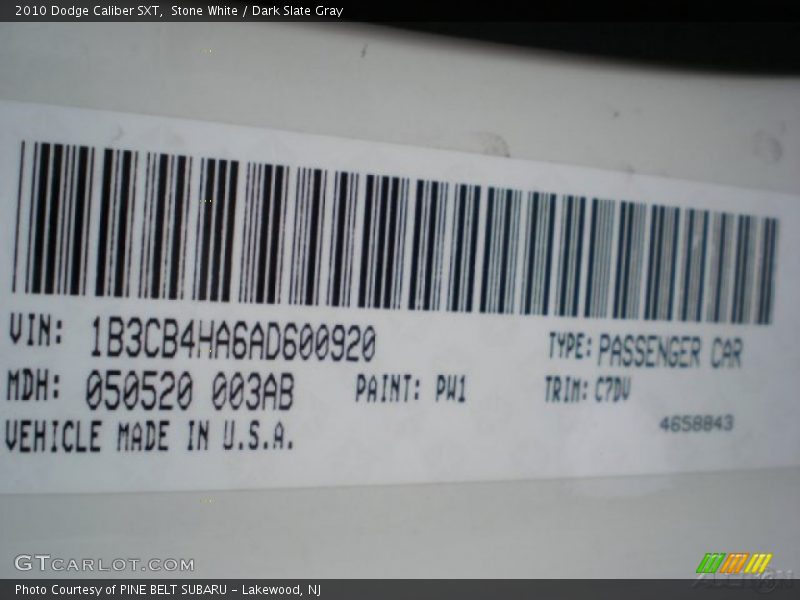 2010 Dodge Caliber SXT, Stone White / Dark Slate Gray
VIN: 1B3CB4HA6AD600920 TYPE: PASSENGER CAR
MDH: 050520 003AB PAINT: PW1 TRIM: C7DV
VEHICLE MADE IN U.S.A. 4658843
GTCARLOT.COM
Photo Courtesy of PINE BELT SUBARU - Lakewood, NJ